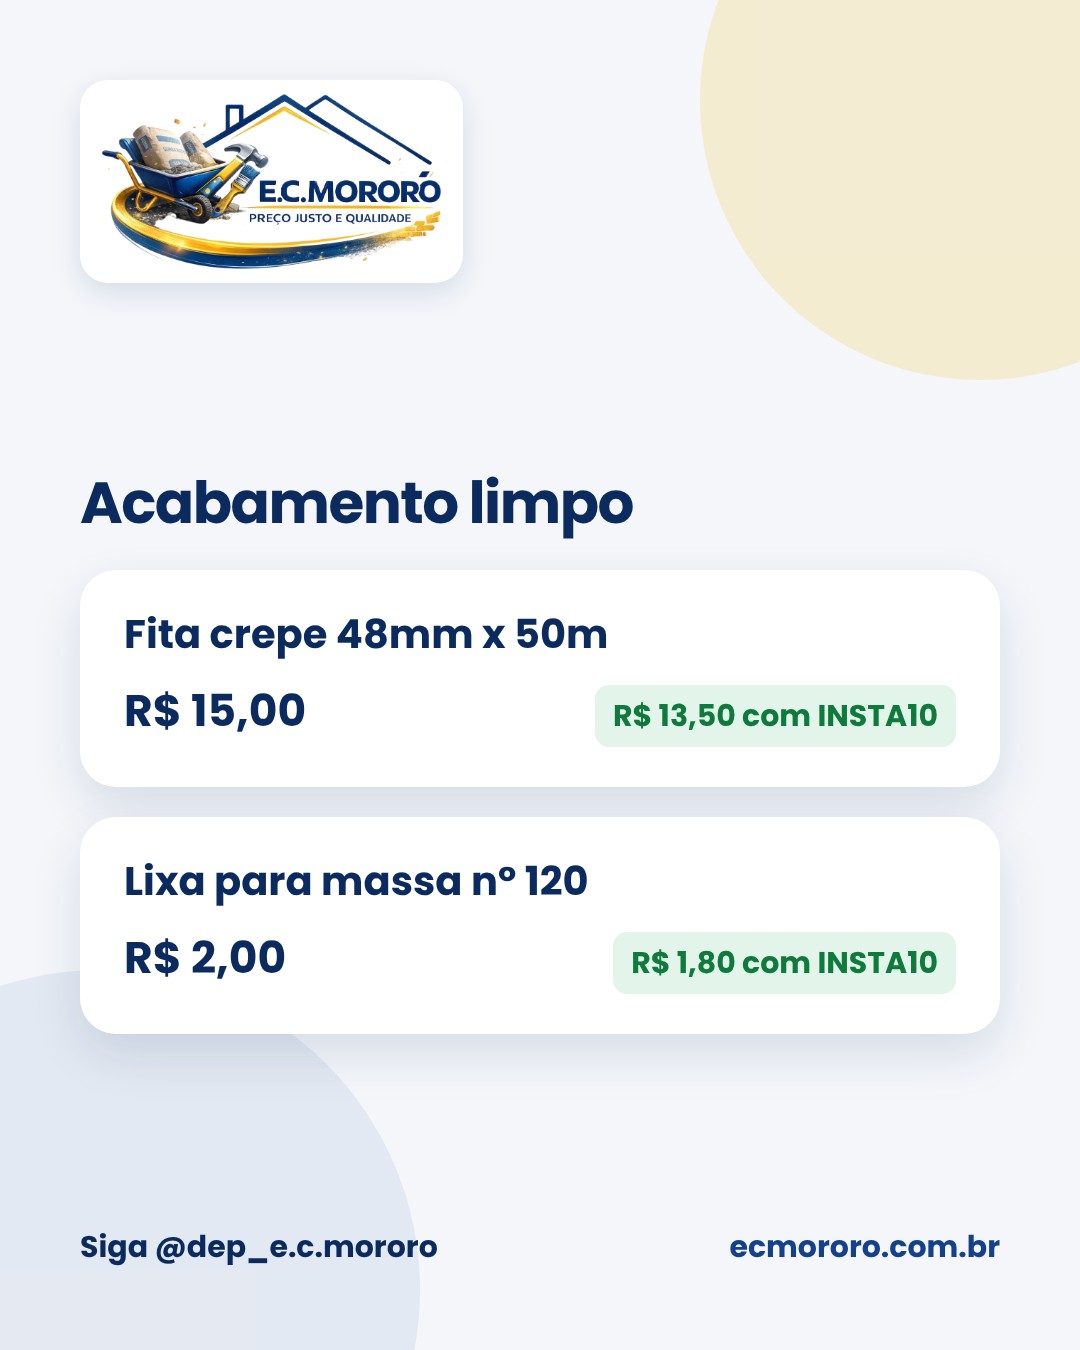 E.C.MORORÓ
PREÇO JUSTO E QUALIDADE
Acabamento limpo
Fita crepe 48mm x 50m
R$ 15,00
R$ 13,50 com INSTA10
Lixa para massa nº 120
R$ 2,00
R$ 1,80 com INSTA10
Siga @dep_e.c.mororo
ecmororo.com.br